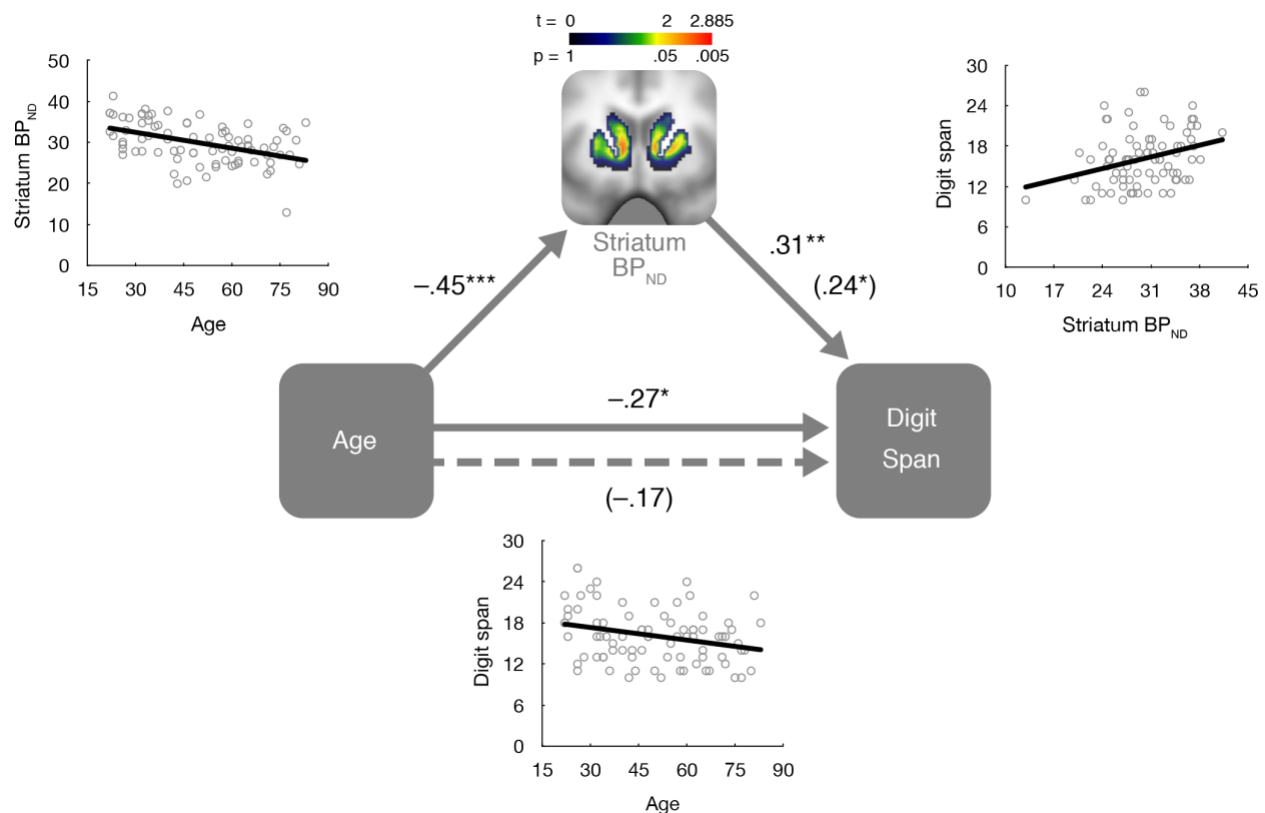 t = 0 2 2.885
p = 1 .05 .005
Striatum BP_ND
50
40
30
20
10
0
15 30 45 60 75 90
Age
Striatum
BP_ND
–.45***
.31**
(.24*)
Digit span
30
24
18
12
6
0
10 17 24 31 38 45
Striatum BP_ND
Age
–.27*
(–.17)
Digit
Span
Digit span
30
24
18
12
6
0
15 30 45 60 75 90
Age